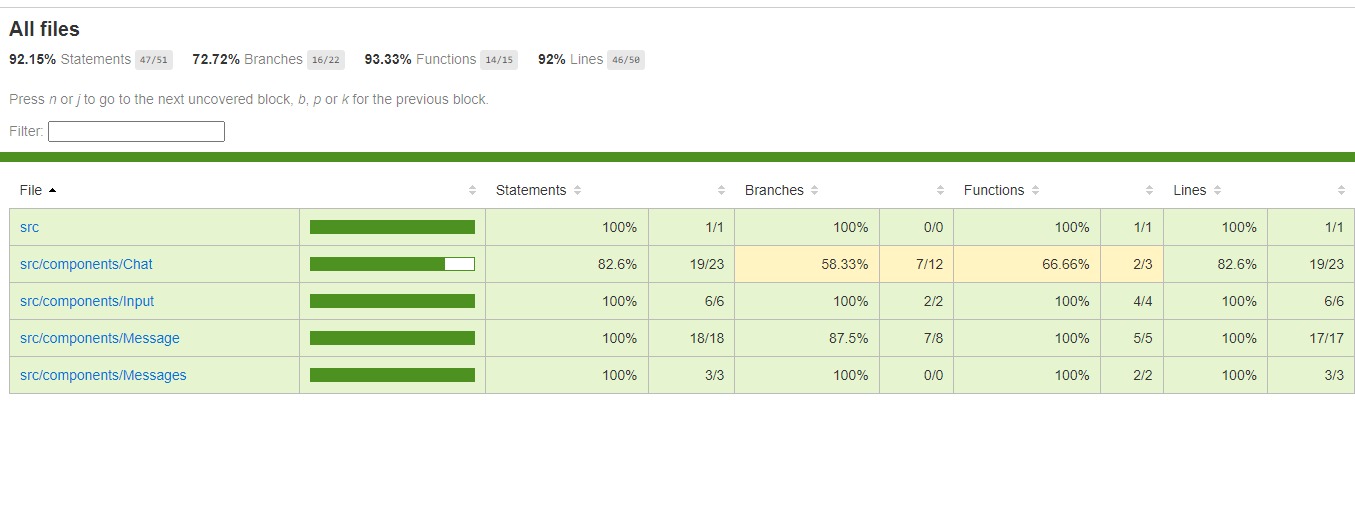 All files
92.15% Statements 47/51 72.72% Branches 16/22 93.33% Functions 14/15 92% Lines 46/50
Press n or j to go to the next uncovered block, b, p or k for the previous block.
Filter:
File Statements Branches Functions Lines
src 100% 1/1 100% 0/0 100% 1/1 100% 1/1
src/components/Chat 82.6% 19/23 58.33% 7/12 66.66% 2/3 82.6% 19/23
src/components/Input 100% 6/6 100% 2/2 100% 4/4 100% 6/6
src/components/Message 100% 18/18 87.5% 7/8 100% 5/5 100% 17/17
src/components/Messages 100% 3/3 100% 0/0 100% 2/2 100% 3/3